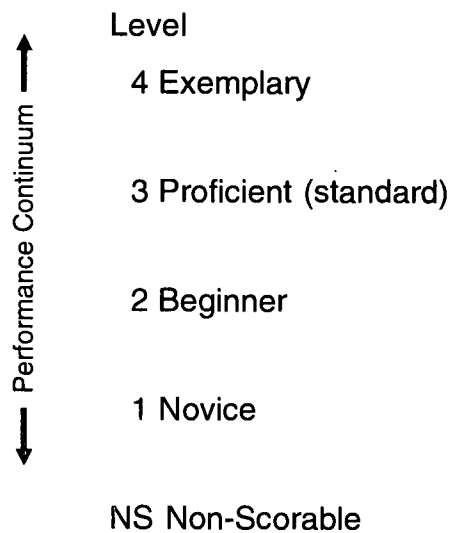 Level
4 Exemplary
3 Proficient (standard)
2 Beginner
1 Novice
NS Non-Scorable
Performance Continuum